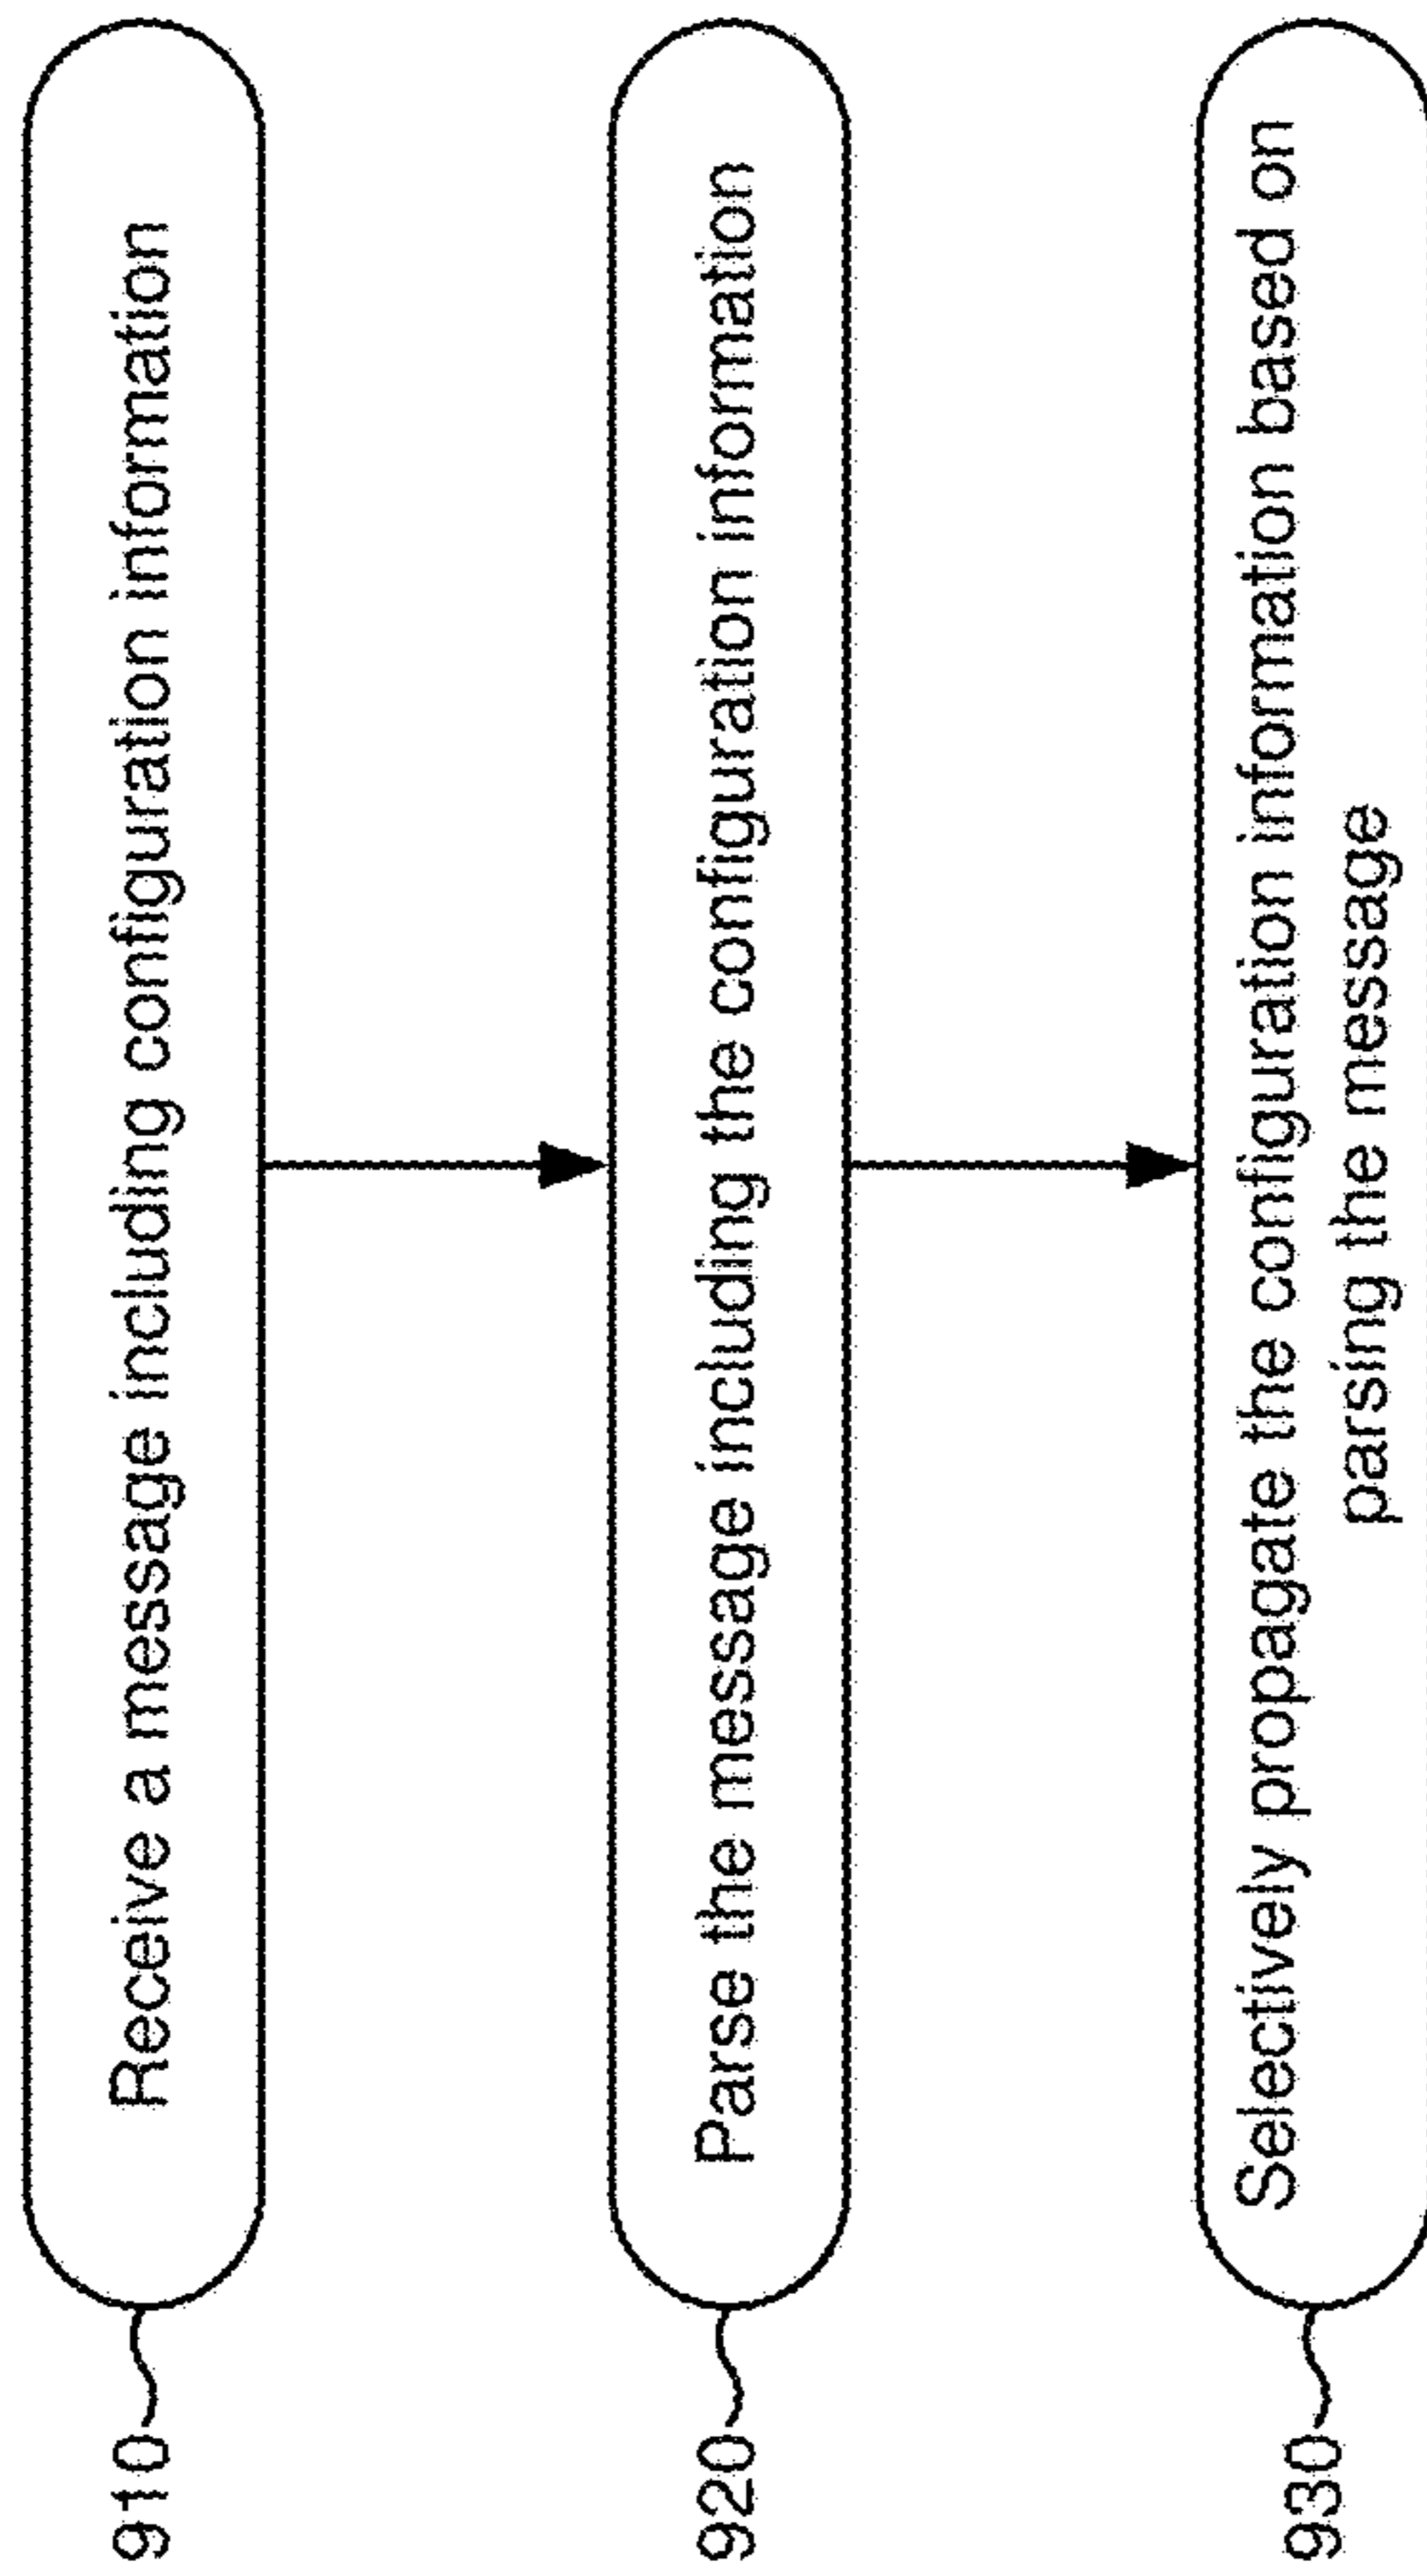 910
Receive a message including configuration information
920
Parse the message including the configuration information
930
Selectively propagate the configuration information based on
parsing the message